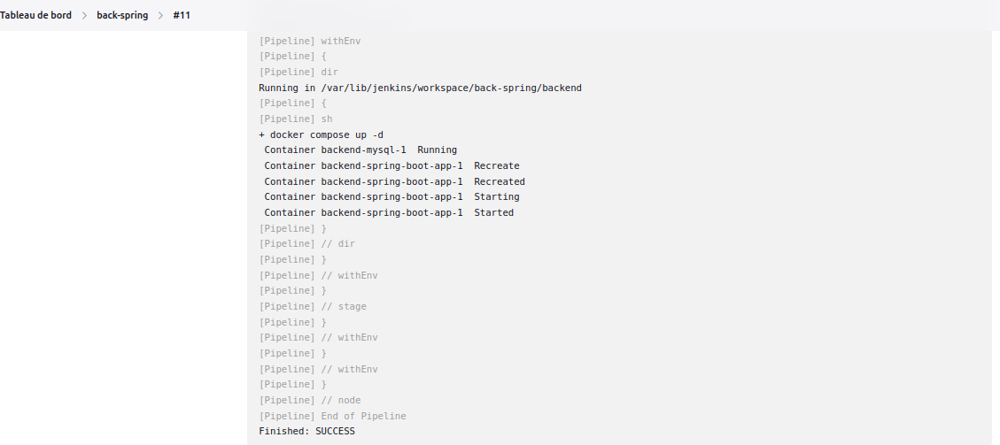 Tableau de bord > back-spring > #11
[Pipeline] withEnv
[Pipeline] {
[Pipeline] dir
Running in /var/lib/jenkins/workspace/back-spring/backend
[Pipeline] {
[Pipeline] sh
+ docker compose up -d
 Container backend-mysql-1  Running
 Container backend-spring-boot-app-1  Recreate
 Container backend-spring-boot-app-1  Recreated
 Container backend-spring-boot-app-1  Starting
 Container backend-spring-boot-app-1  Started
[Pipeline] }
[Pipeline] // dir
[Pipeline] }
[Pipeline] // withEnv
[Pipeline] }
[Pipeline] // stage
[Pipeline] }
[Pipeline] // withEnv
[Pipeline] }
[Pipeline] // withEnv
[Pipeline] }
[Pipeline] // node
[Pipeline] End of Pipeline
Finished: SUCCESS